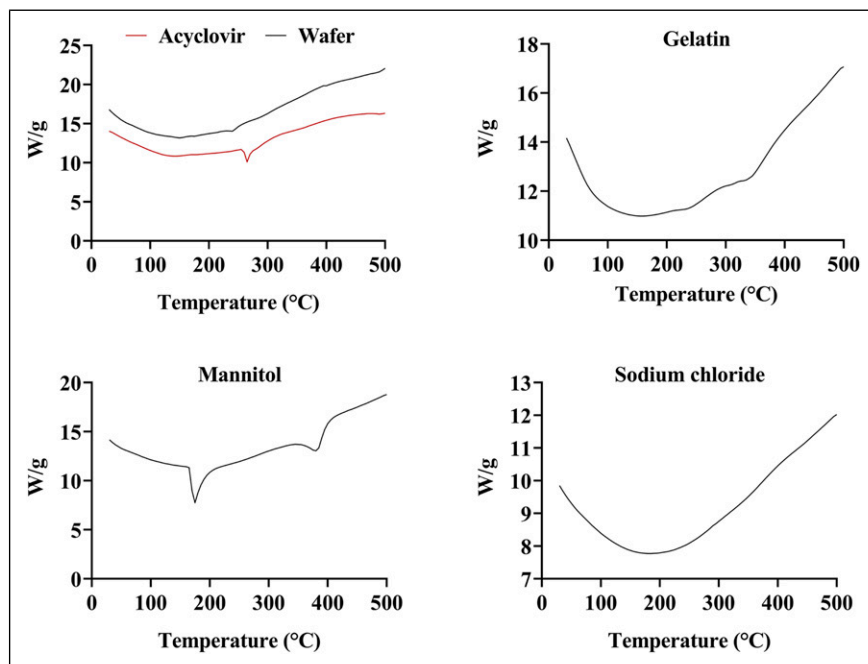 Acyclovir Wafer
25
20
15
10
5
0
W/g
0 100 200 300 400 500
Temperature (°C)
Gelatin
18
16
14
12
10
W/g
0 100 200 300 400 500
Temperature (°C)
Mannitol
20
15
10
5
0
W/g
0 100 200 300 400 500
Temperature (°C)
Sodium chloride
13
12
11
10
9
8
7
W/g
0 100 200 300 400 500
Temperature (°C)